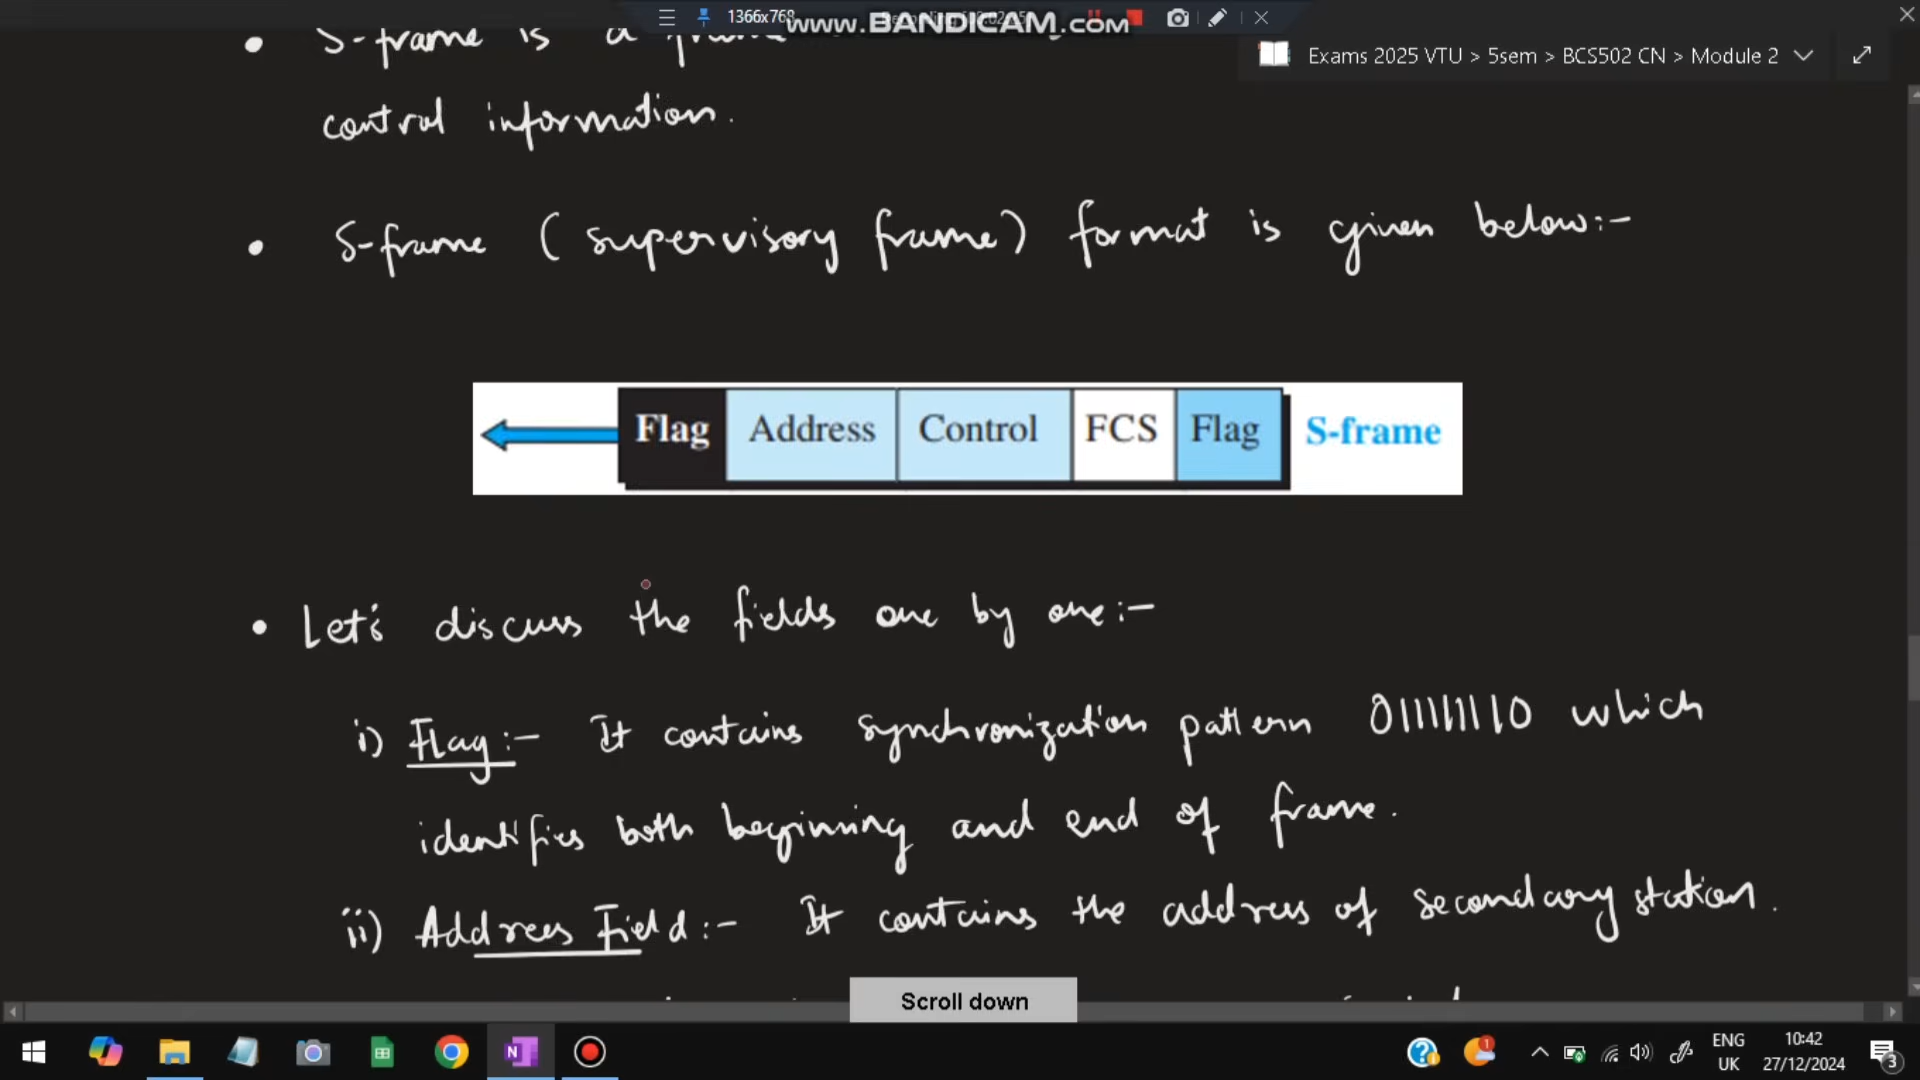 1366x768
www.BANDICAM.com
Exams 2025 VTU > 5sem > BCS502 CN > Module 2
S-frame is a
control information.
S-frame (supervisory frame) format is given below:-
Flag Address Control FCS Flag S-frame
Let's discuss the fields one by one:-
i) Flag:- It contains synchronization pattern 01111110 which
identifies both beginning and end of frame.
ii) Address Field:- It contains the address of secondary station.
Scroll down
ENG
UK
10:42
27/12/2024